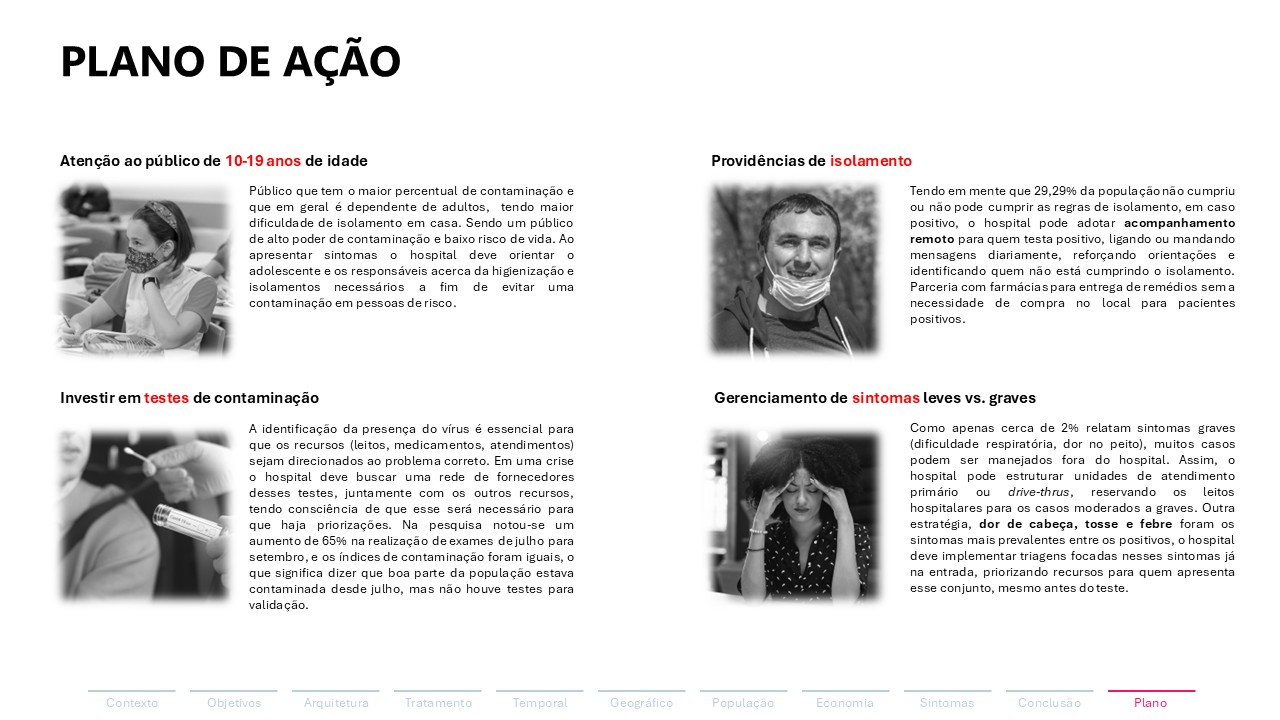 PLANO DE AÇÃO
Atenção ao público de 10-19 anos de idade
Público que tem o maior percentual de contaminação e
que em geral é dependente de adultos, tendo maior
dificuldade de isolamento em casa. Sendo um público
de alto poder de contaminação e baixo risco de vida. Ao
apresentar sintomas o hospital deve orientar o
adolescente e os responsáveis acerca da higienização e
isolamentos necessários a fim de evitar uma
contaminação em pessoas de risco.
Providências de isolamento
Tendo em mente que 29,29% da população não cumpriu
ou não pode cumprir as regras de isolamento, em caso
positivo, o hospital pode adotar acompanhamento
remoto para quem testa positivo, ligando ou mandando
mensagens diariamente, reforçando orientações e
identificando quem não está cumprindo o isolamento.
Parceria com farmácias para entrega de remédios sem a
necessidade de compra no local para pacientes
positivos.
Investir em testes de contaminação
A identificação da presença do vírus é essencial para
que os recursos (leitos, medicamentos, atendimentos)
sejam direcionados ao problema correto. Em uma crise
o hospital deve buscar uma rede de fornecedores
desses testes, juntamente com os outros recursos,
tendo consciência de que esse será necessário para
que haja priorizações. Na pesquisa notou-se um
aumento de 65% na realização de exames de julho para
setembro, e os índices de contaminação foram iguais, o
que significa dizer que boa parte da população estava
contaminada desde julho, mas não houve testes para
validação.
Gerenciamento de sintomas leves vs. graves
Como apenas cerca de 2% relatam sintomas graves
(dificuldade respiratória, dor no peito), muitos casos
podem ser manejados fora do hospital. Assim, o
hospital pode estruturar unidades de atendimento
primário ou drive-thrus, reservando os leitos
hospitalares para os casos moderados a graves. Outra
estratégia, dor de cabeça, tosse e febre foram os
sintomas mais prevalentes entre os positivos, o hospital
deve implementar triagens focadas nesses sintomas já
na entrada, priorizando recursos para quem apresenta
esse conjunto, mesmo antes do teste.
Contexto Objetivos Arquitetura Tratamento Temporal Geográfico População Economia Sintomas Conclusão Plano